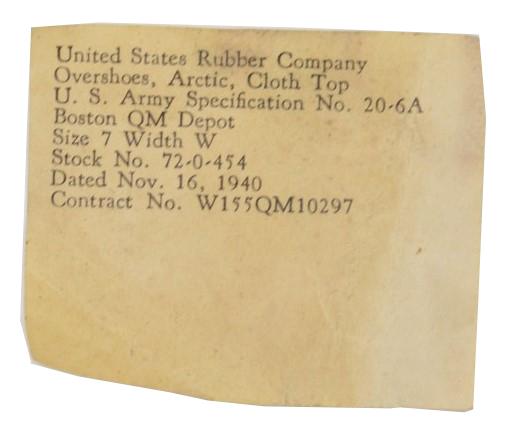 United States Rubber Company
Overshoes, Arctic, Cloth Top
U. S. Army Specification No. 20-6A
Boston QM Depot
Size 7 Width W
Stock No. 72-0-454
Dated Nov. 16, 1940
Contract No. W155QM10297